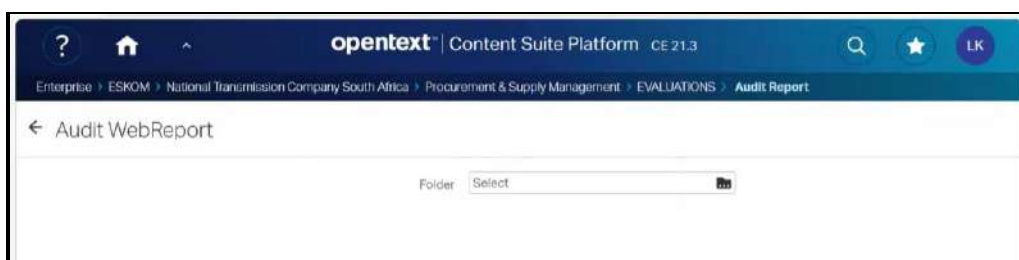 ? opentext™ | Content Suite Platform CE 21.3 LK
Enterprise › ESKOM › National Transmission Company South Africa › Procurement & Supply Management › EVALUATIONS › Audit Report
← Audit WebReport
Folder Select